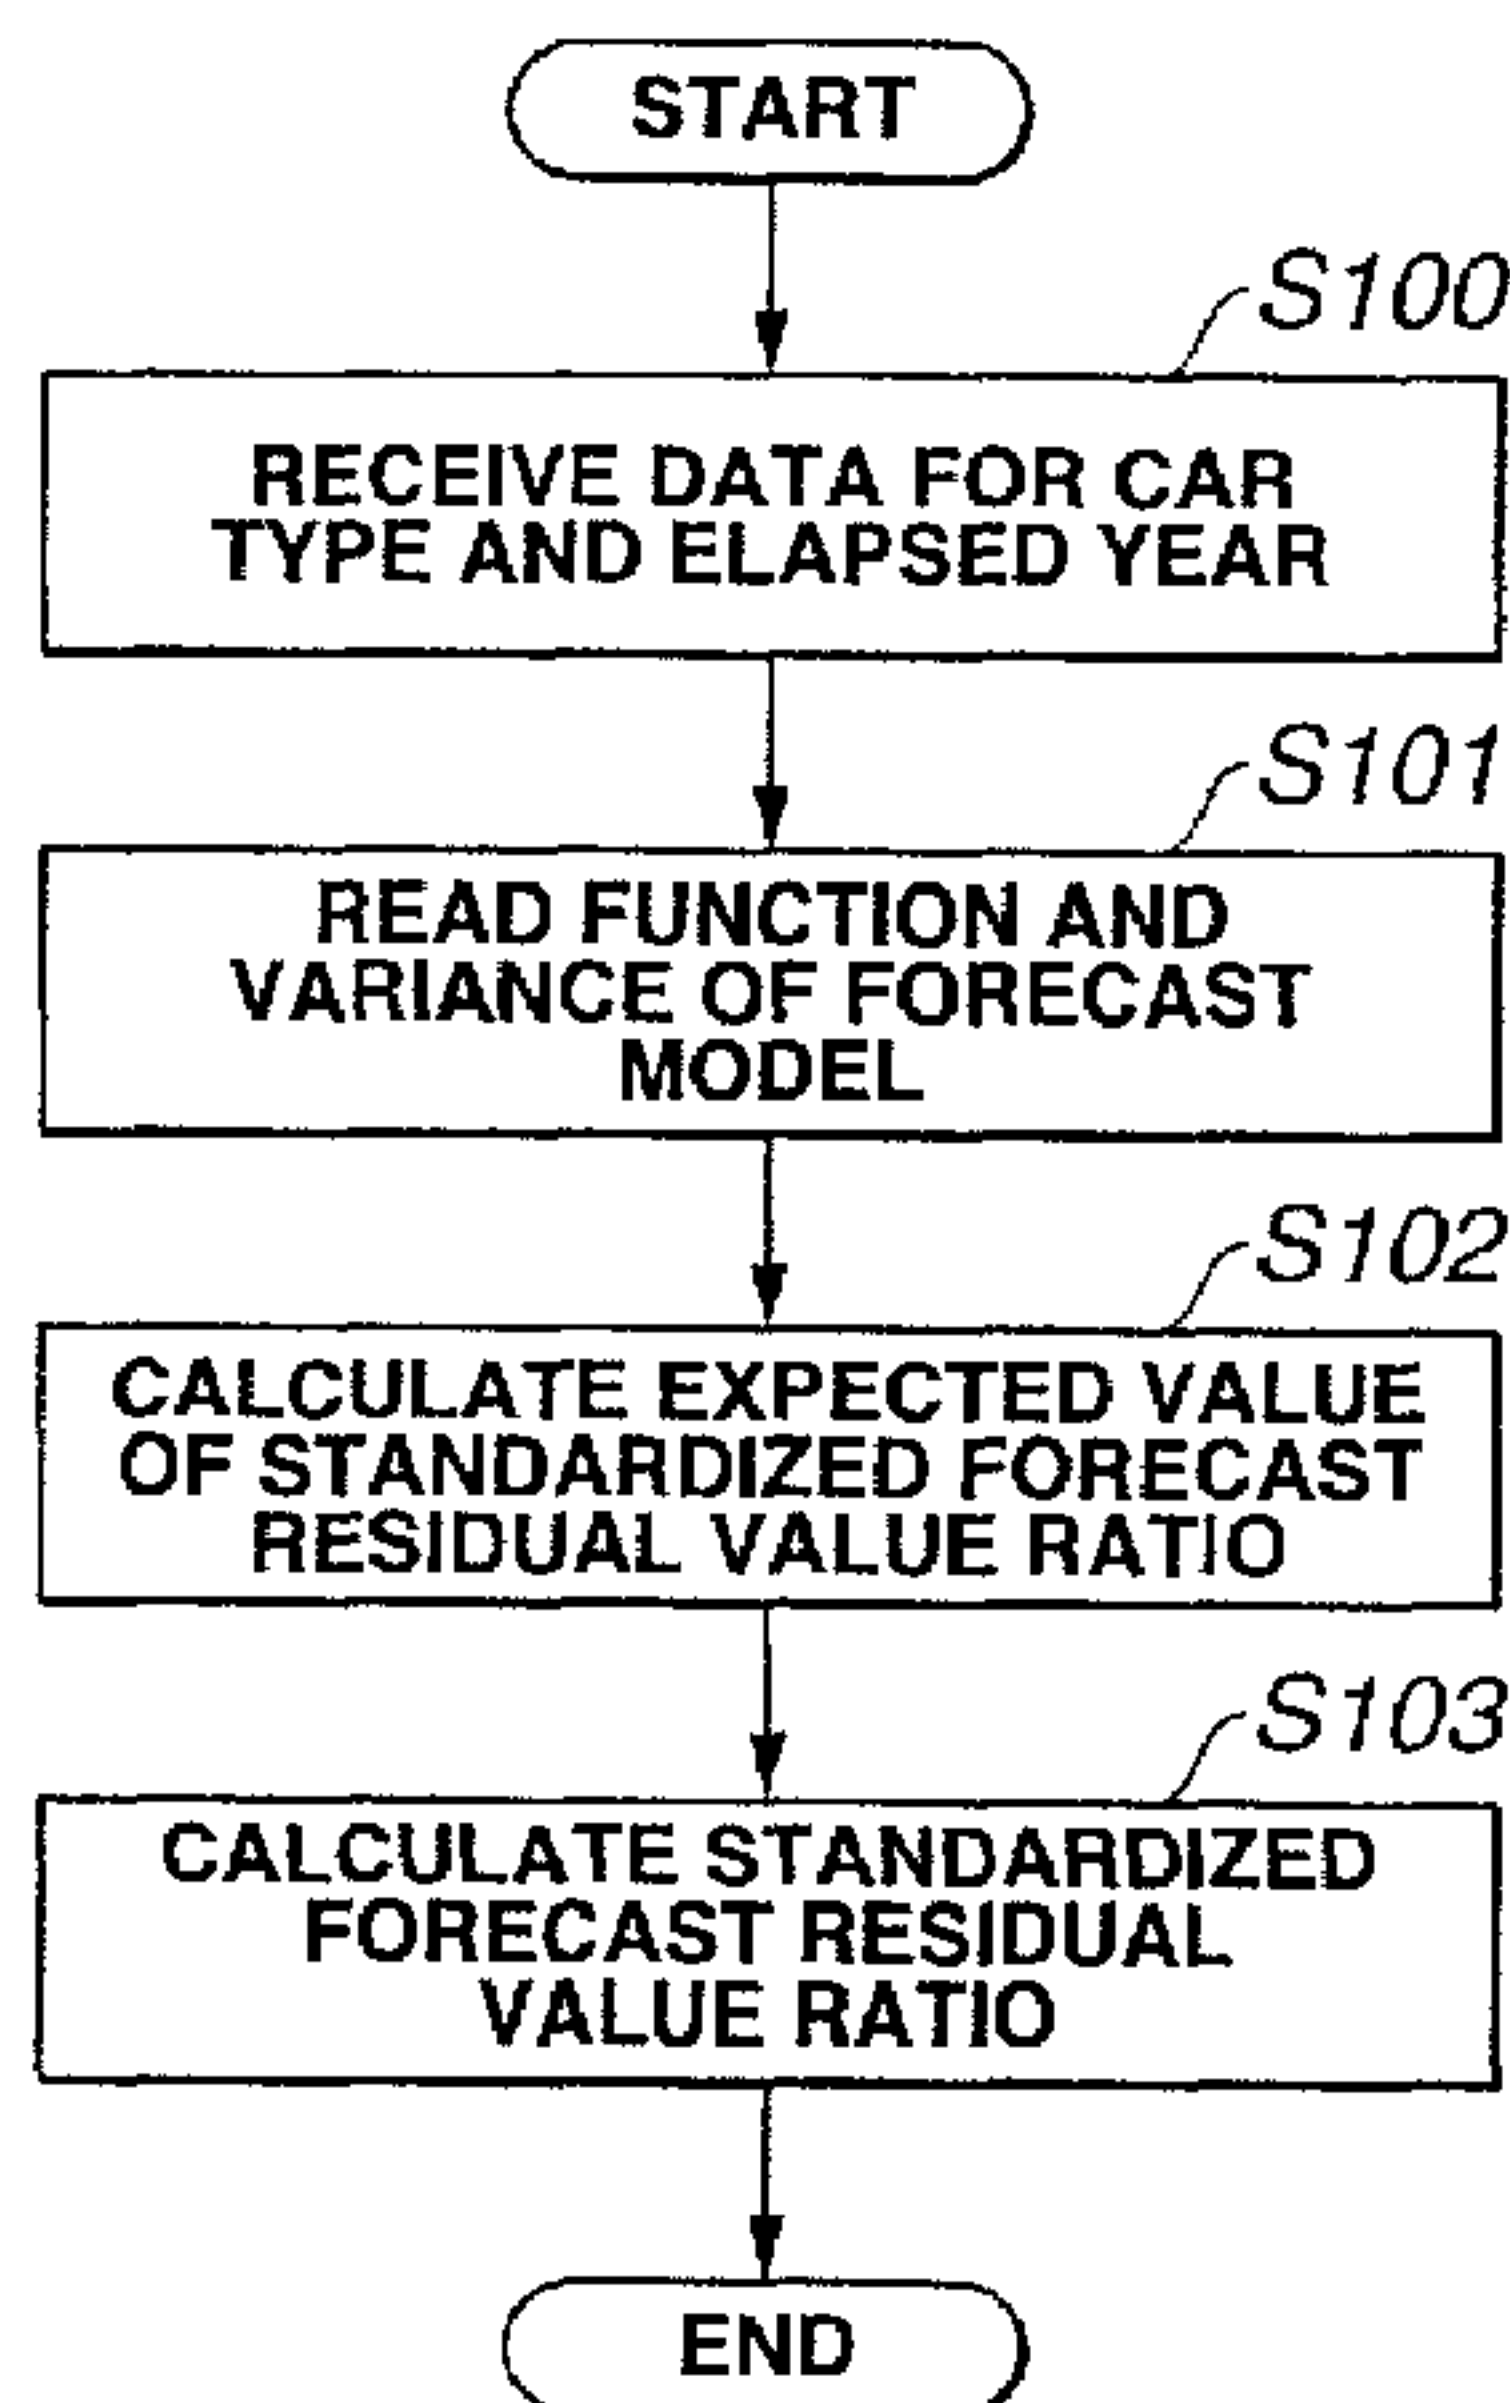 START
S100
RECEIVE DATA FOR CAR
TYPE AND ELAPSED YEAR
S101
READ FUNCTION AND
VARIANCE OF FORECAST
MODEL
S102
CALCULATE EXPECTED VALUE
OF STANDARDIZED FORECAST
RESIDUAL VALUE RATIO
S103
CALCULATE STANDARDIZED
FORECAST RESIDUAL
VALUE RATIO
END